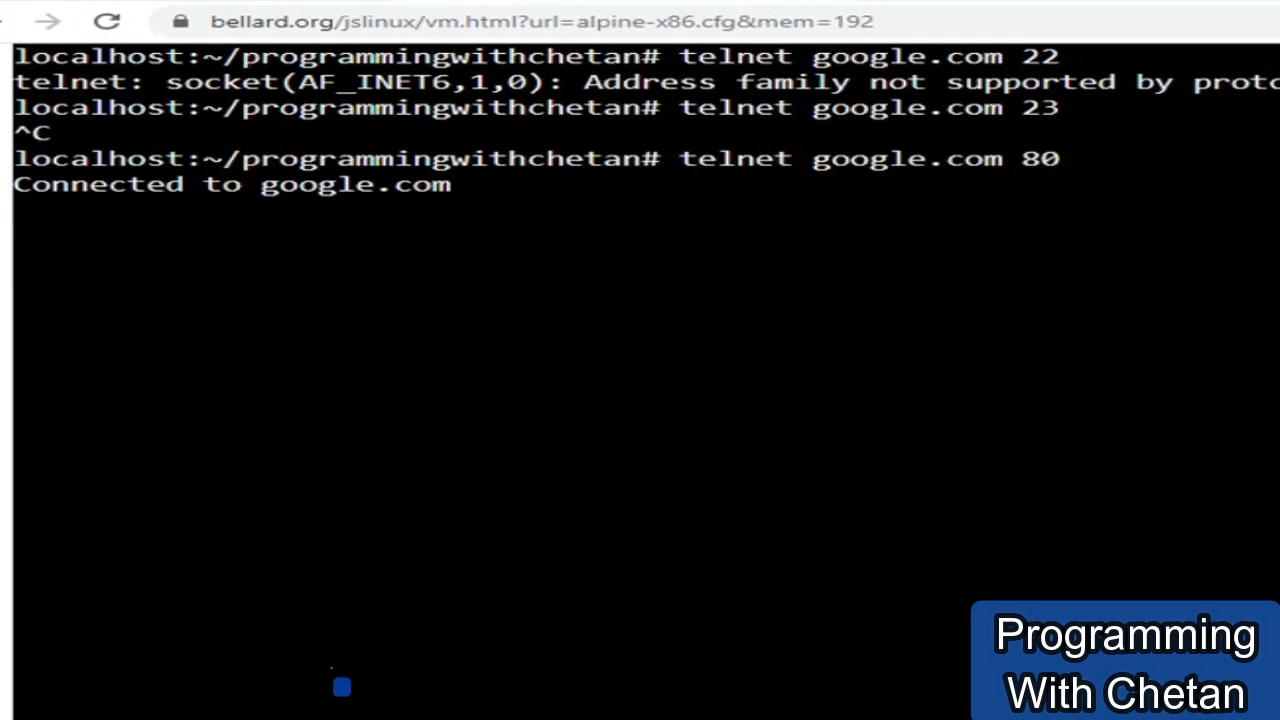 bellard.org/jslinux/vm.html?url=alpine-x86.cfg&mem=192
localhost:~/programmingwithchetan# telnet google.com 22
telnet: socket(AF_INET6,1,0): Address family not supported by proto
localhost:~/programmingwithchetan# telnet google.com 23
^C
localhost:~/programmingwithchetan# telnet google.com 80
Connected to google.com
Programming
With Chetan